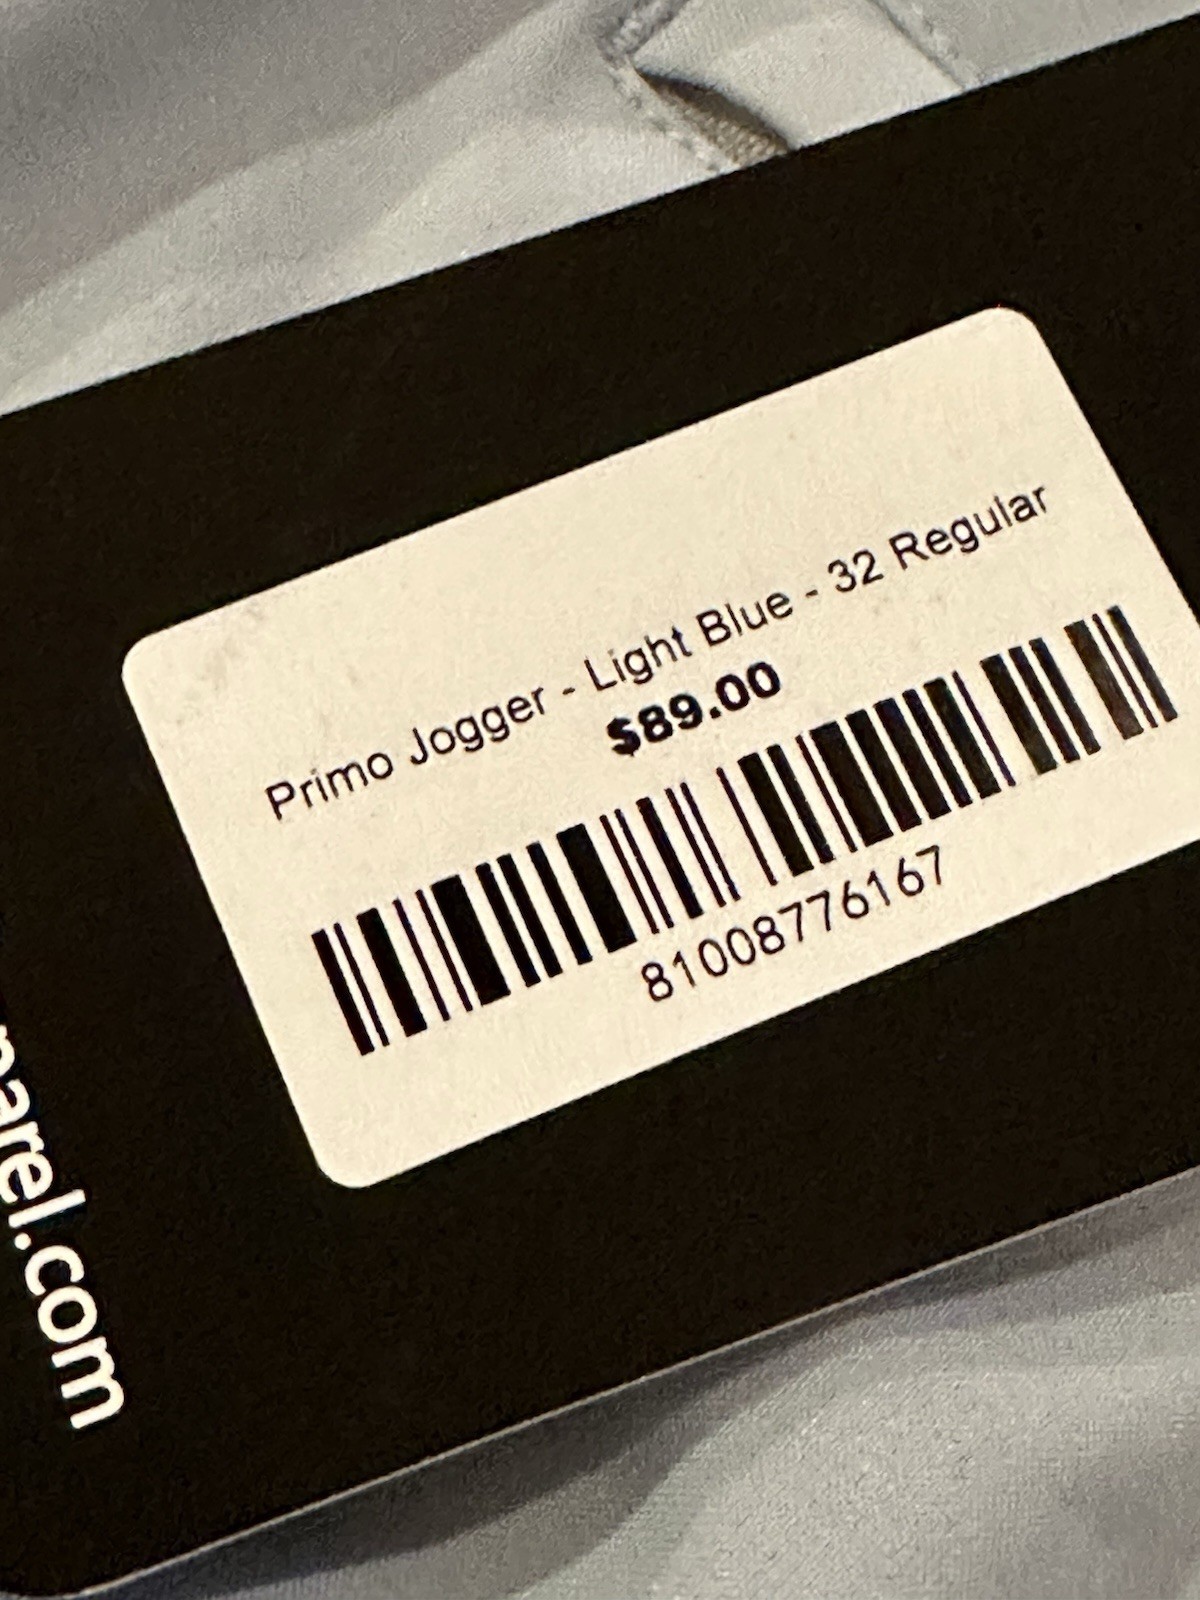 Primo Jogger - Light Blue - 32 Regular
$89.00
81008776167
parel.com